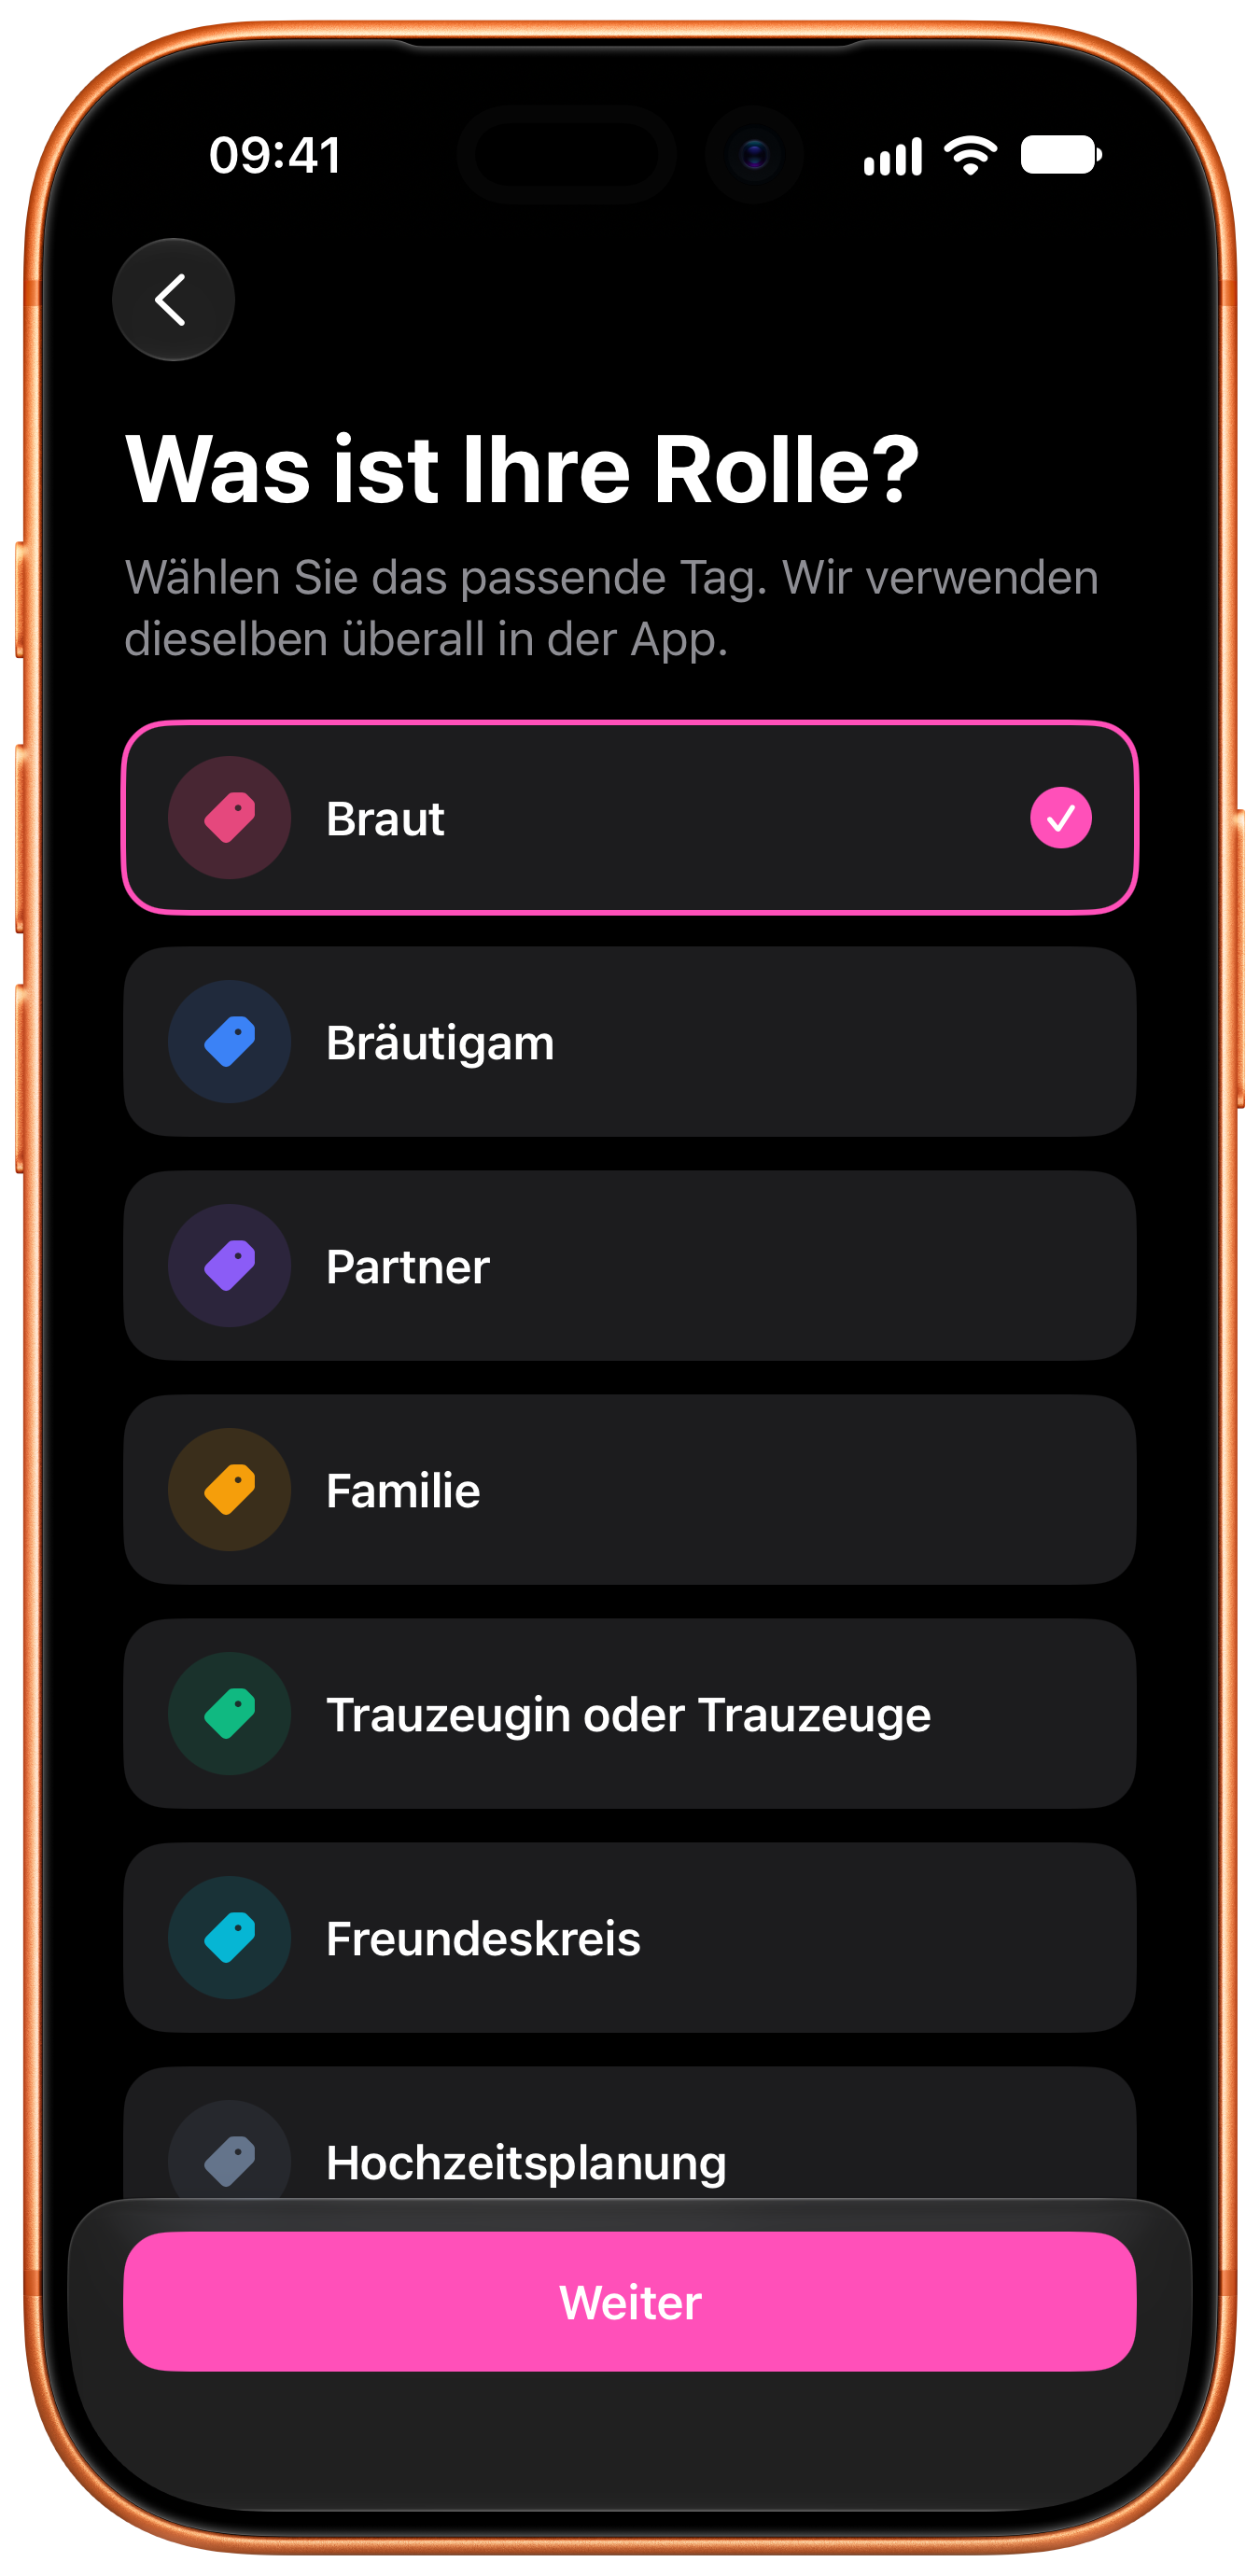 09:41
Was ist Ihre Rolle?
Wählen Sie das passende Tag. Wir verwenden
dieselben überall in der App.
Braut
Bräutigam
Partner
Familie
Trauzeugin oder Trauzeuge
Freundeskreis
Hochzeitsplanung
Weiter